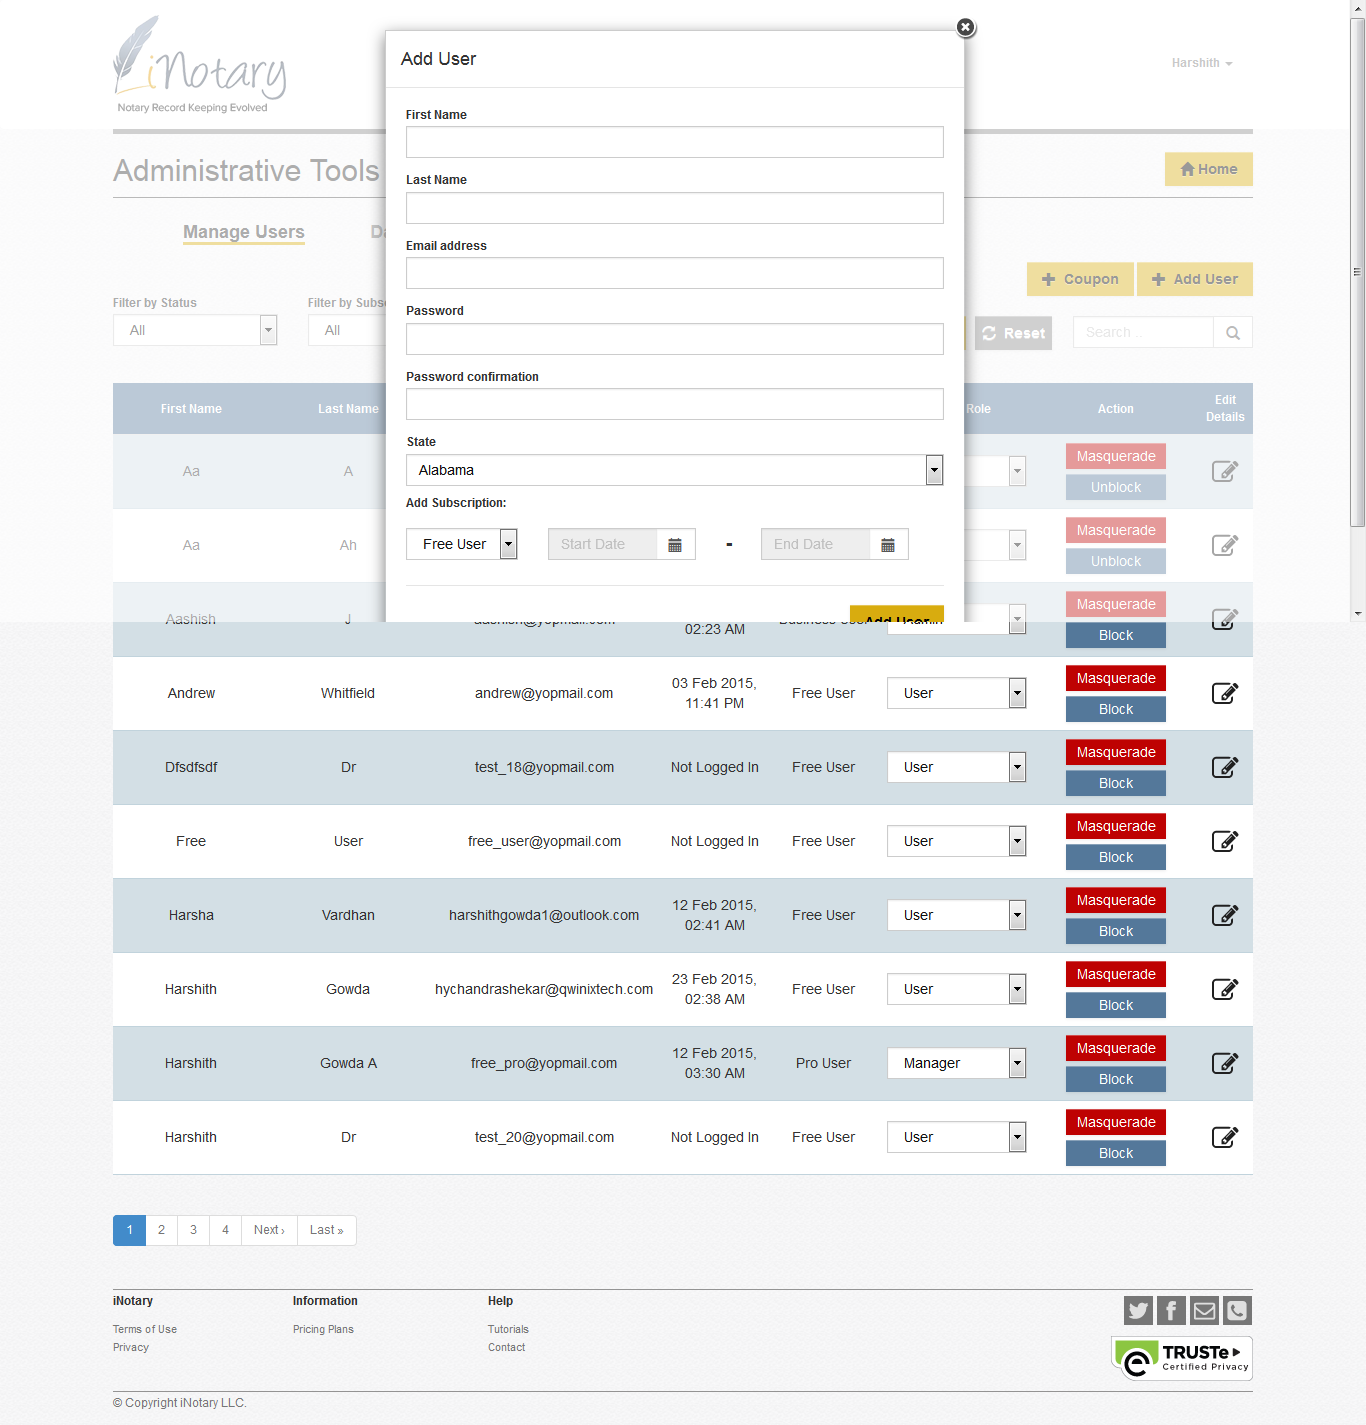 iNotary
Notary Record Keeping Evolved
Harshith
Add User
First Name
Last Name
Email address
Password
Password confirmation
State
Alabama
Add Subscription:
Free User Start Date - End Date
Add User
Administrative Tools
Home
Manage Users
Coupon Add User
Filter by Status
All
All
Reset Search ..
First Name Last Name Role Action Edit Details
Aa A Masquerade
Unblock
Aa Ah Masquerade
Unblock
Aashish J aashish@yopmail.com 02:23 AM Business User Admin Masquerade
Block
Andrew Whitfield andrew@yopmail.com 03 Feb 2015, 11:41 PM Free User User Masquerade
Block
Dfsdfsdf Dr test_18@yopmail.com Not Logged In Free User User Masquerade
Block
Free User free_user@yopmail.com Not Logged In Free User User Masquerade
Block
Harsha Vardhan harshithgowda1@outlook.com 12 Feb 2015, 02:41 AM Free User User Masquerade
Block
Harshith Gowda hychandrashekar@qwinixtech.com 23 Feb 2015, 02:38 AM Free User User Masquerade
Block
Harshith Gowda A free_pro@yopmail.com 12 Feb 2015, 03:30 AM Pro User Manager Masquerade
Block
Harshith Dr test_20@yopmail.com Not Logged In Free User User Masquerade
Block
1 2 3 4 Next › Last »
iNotary Information Help
Terms of Use Pricing Plans Tutorials
Privacy Contact
TRUSTe
Certified Privacy
© Copyright iNotary LLC.